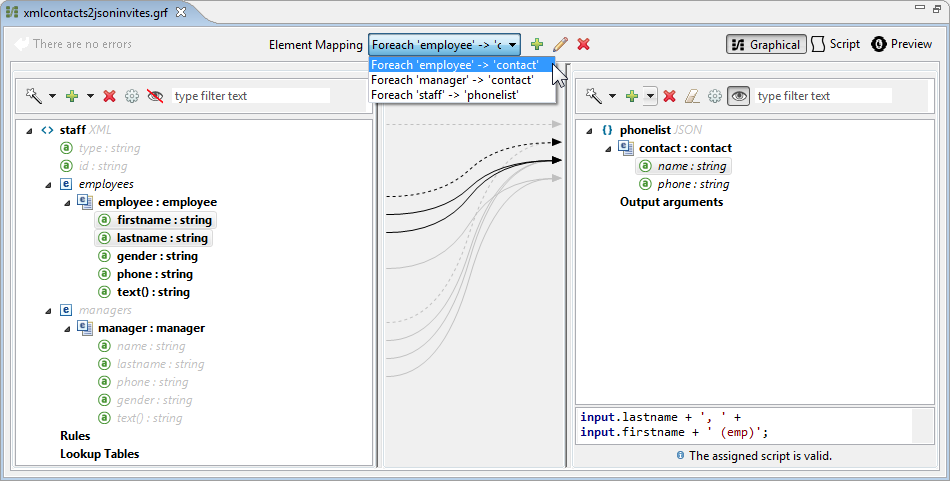 xmlcontacts2jsoninvites.grf
There are no errors
Element Mapping
Foreach 'employee' -> 'c
Graphical
Script
Preview
Foreach 'employee' -> 'contact'
Foreach 'manager' -> 'contact'
Foreach 'staff' -> 'phonelist'
type filter text
staff XML
type : string
id : string
employees
employee : employee
firstname : string
lastname : string
gender : string
phone : string
text() : string
managers
manager : manager
name : string
lastname : string
phone : string
gender : string
text() : string
Rules
Lookup Tables
type filter text
phonelist JSON
contact : contact
name : string
phone : string
Output arguments
input.lastname + ', ' +
input.firstname + ' (emp)';
The assigned script is valid.